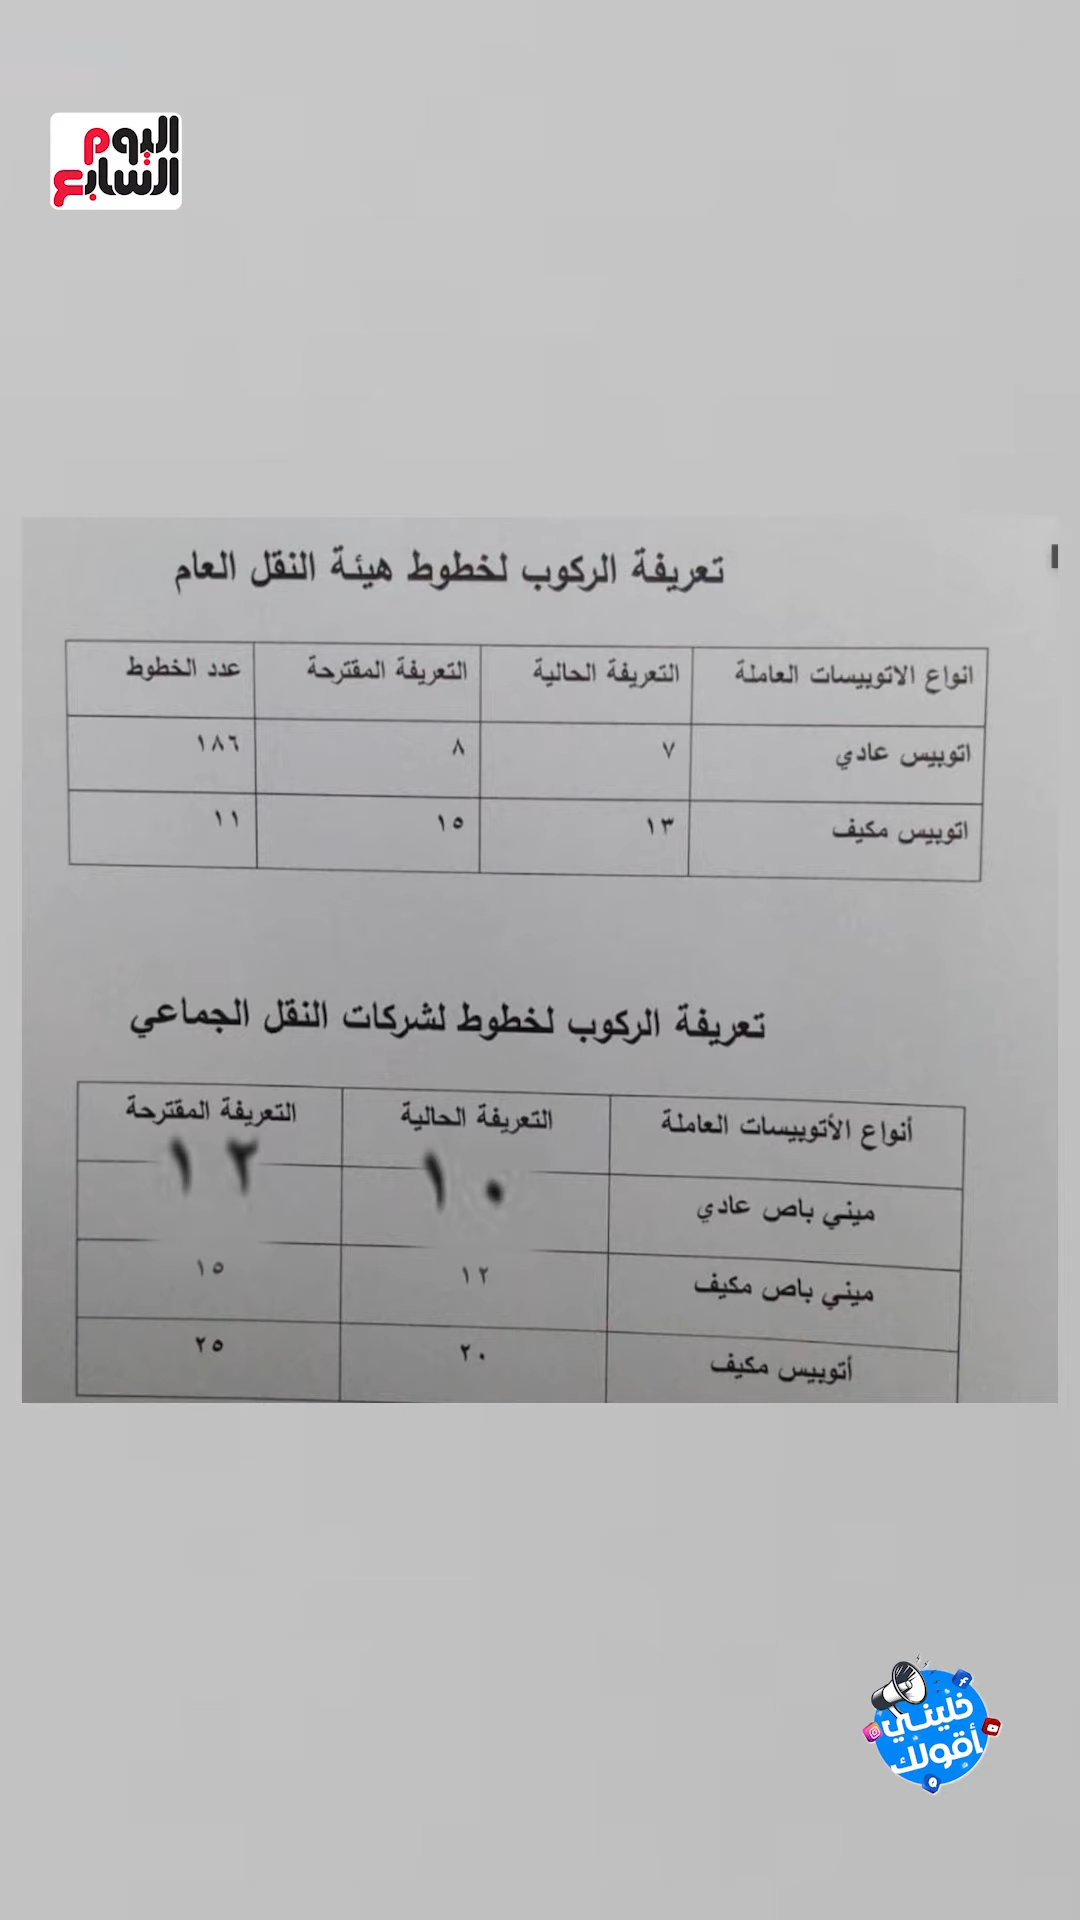 اليوم
السابع
تعريفة الركوب لخطوط هيئة النقل العام
انواع الاتوبيسات العاملة التعريفة الحالية التعريفة المقترحة عدد الخطوط
اتوبيس عادي ٧ ٨ ١٨٦
اتوبيس مكيف ١٣ ١٥ ١١
تعريفة الركوب لخطوط لشركات النقل الجماعي
أنواع الأتوبيسات العاملة التعريفة الحالية التعريفة المقترحة
ميني باص عادي ١٠ ١٢
ميني باص مكيف ١٢ ١٥
أتوبيس مكيف ٢٠ ٢٥
خليني
أقولك